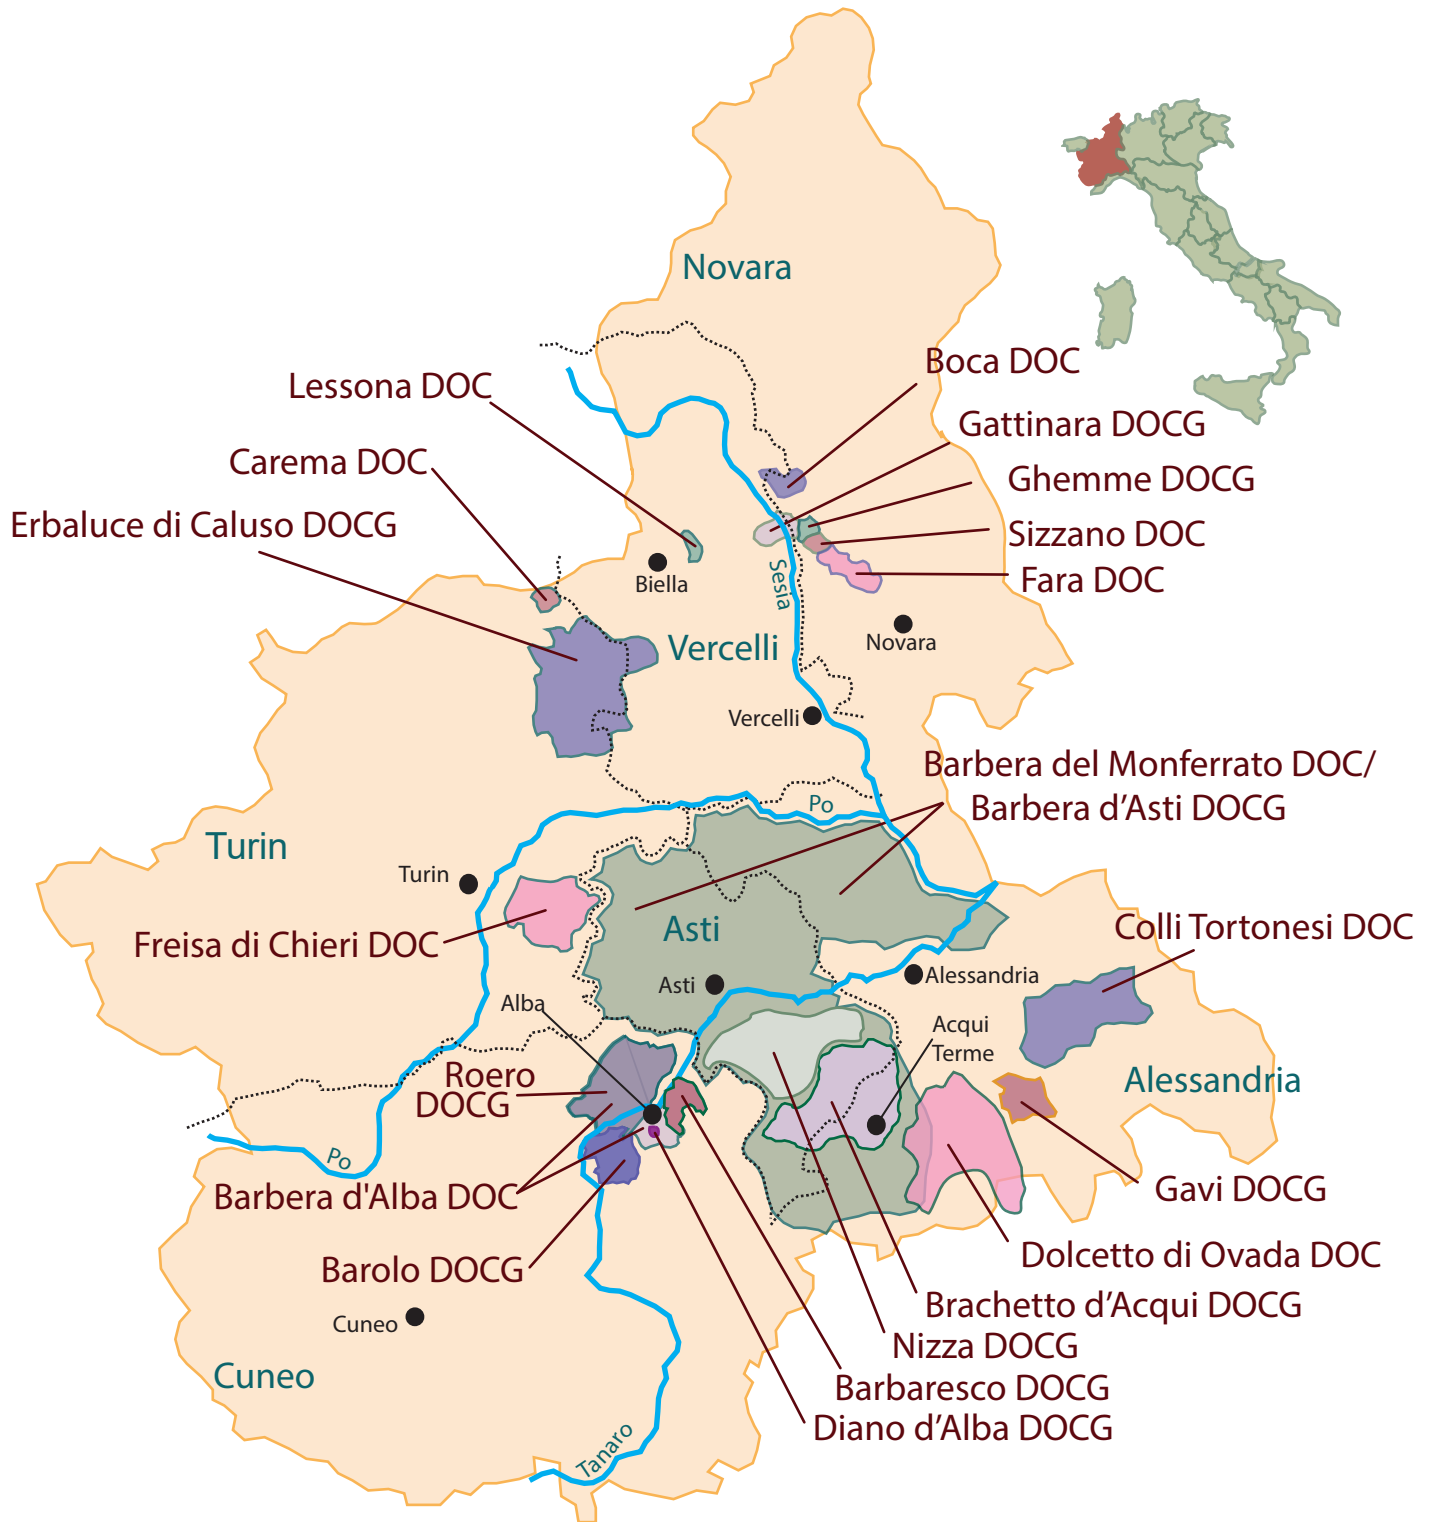 Novara
Boca DOC
Lessona DOC
Gattinara DOCG
Carema DOC
Ghemme DOCG
Erbaluce di Caluso DOCG
Sizzano DOC
Fara DOC
Biella
Sesia
Novara
Vercelli
Vercelli
Barbera del Monferrato DOC/
Barbera d’Asti DOCG
Po
Turin
Turin
Asti
Colli Tortonesi DOC
Freisa di Chieri DOC
Asti
Alessandria
Alba
Acqui
Terme
Roero
DOCG
Alessandria
Po
Barbera d'Alba DOC
Gavi DOCG
Barolo DOCG
Dolcetto di Ovada DOC
Brachetto d’Acqui DOCG
Cuneo
Nizza DOCG
Cuneo
Barbaresco DOCG
Diano d’Alba DOCG
Tanaro